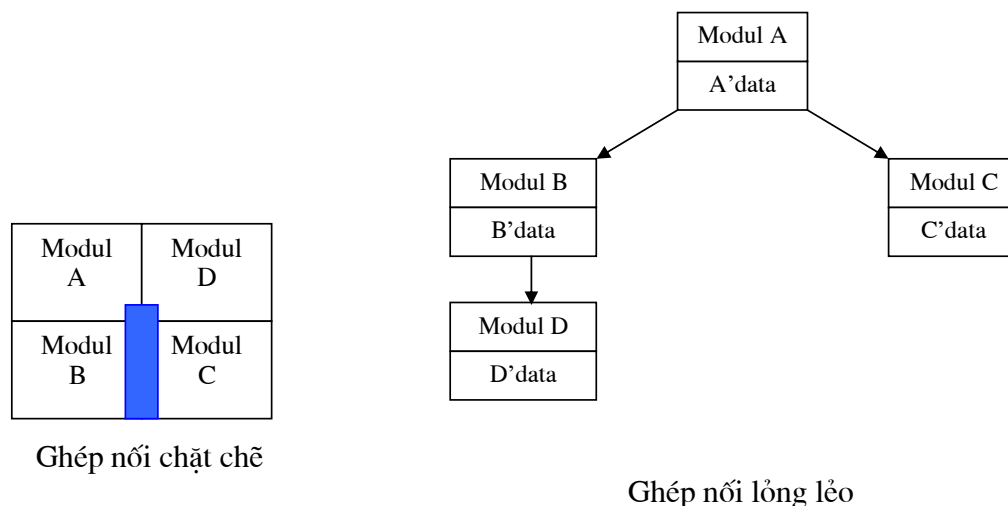 Modul A
A’data
Modul B
B’data
Modul C
C’data
Modul D
D’data
Modul
A
Modul
D
Modul
B
Modul
C
Ghép nối chặt chẽ
Ghép nối lỏng lẻo